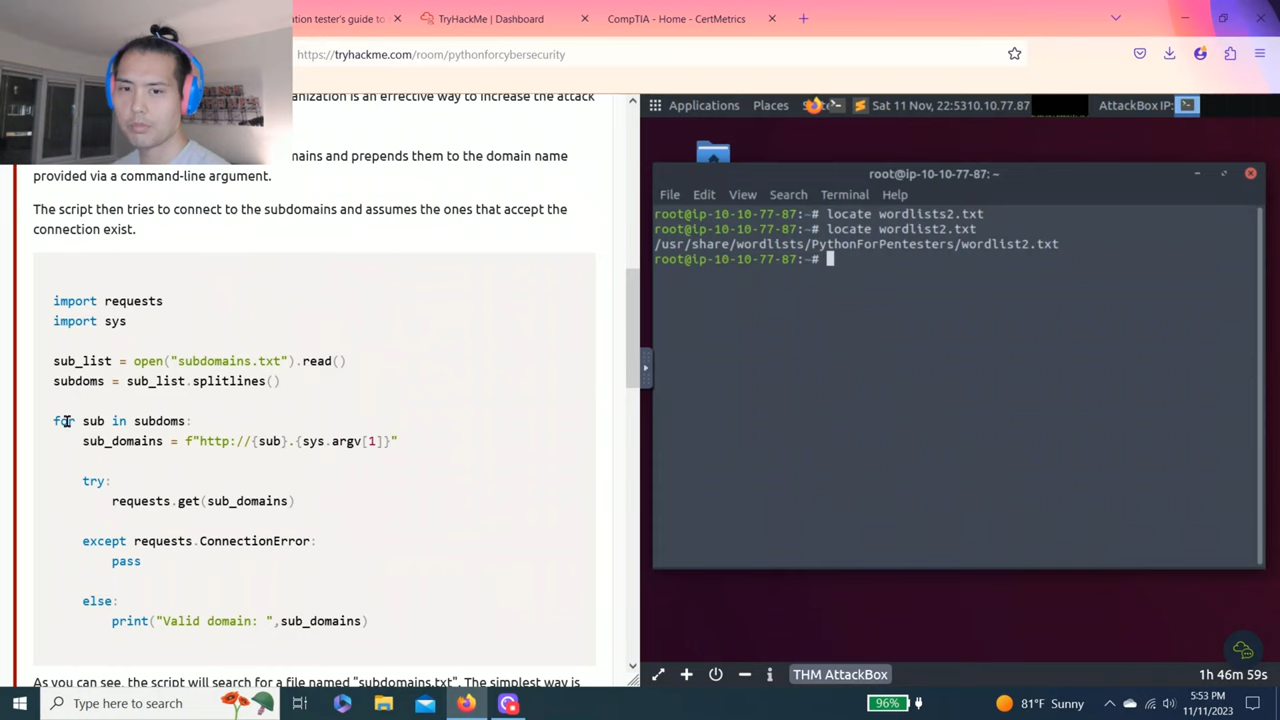 ation tester's guide to
TryHackMe | Dashboard
CompTIA - Home - CertMetrics
https://tryhackme.com/room/pythonforcybersecurity
anization is an effective way to increase the attack
mains and prepends them to the domain name
provided via a command-line argument.
The script then tries to connect to the subdomains and assumes the ones that accept the
connection exist.
import requests
import sys
sub_list = open("subdomains.txt").read()
subdoms = sub_list.splitlines()
for sub in subdoms:
sub_domains = f"http://{sub}.{sys.argv[1]}"
try:
requests.get(sub_domains)
except requests.ConnectionError:
pass
else:
print("Valid domain: ",sub_domains)
As you can see, the script will search for a file named "subdomains.txt". The simplest way is
Applications Places Sat 11 Nov, 22:53 10.10.77.87 AttackBox IP:
root@ip-10-10-77-87: ~
File Edit View Search Terminal Help
root@ip-10-10-77-87:~# locate wordlists2.txt
root@ip-10-10-77-87:~# locate wordlist2.txt
/usr/share/wordlists/PythonForPentesters/wordlist2.txt
root@ip-10-10-77-87:~#
THM AttackBox
1h 46m 59s
Type here to search
96%
81°F Sunny
5:53 PM
11/11/2023